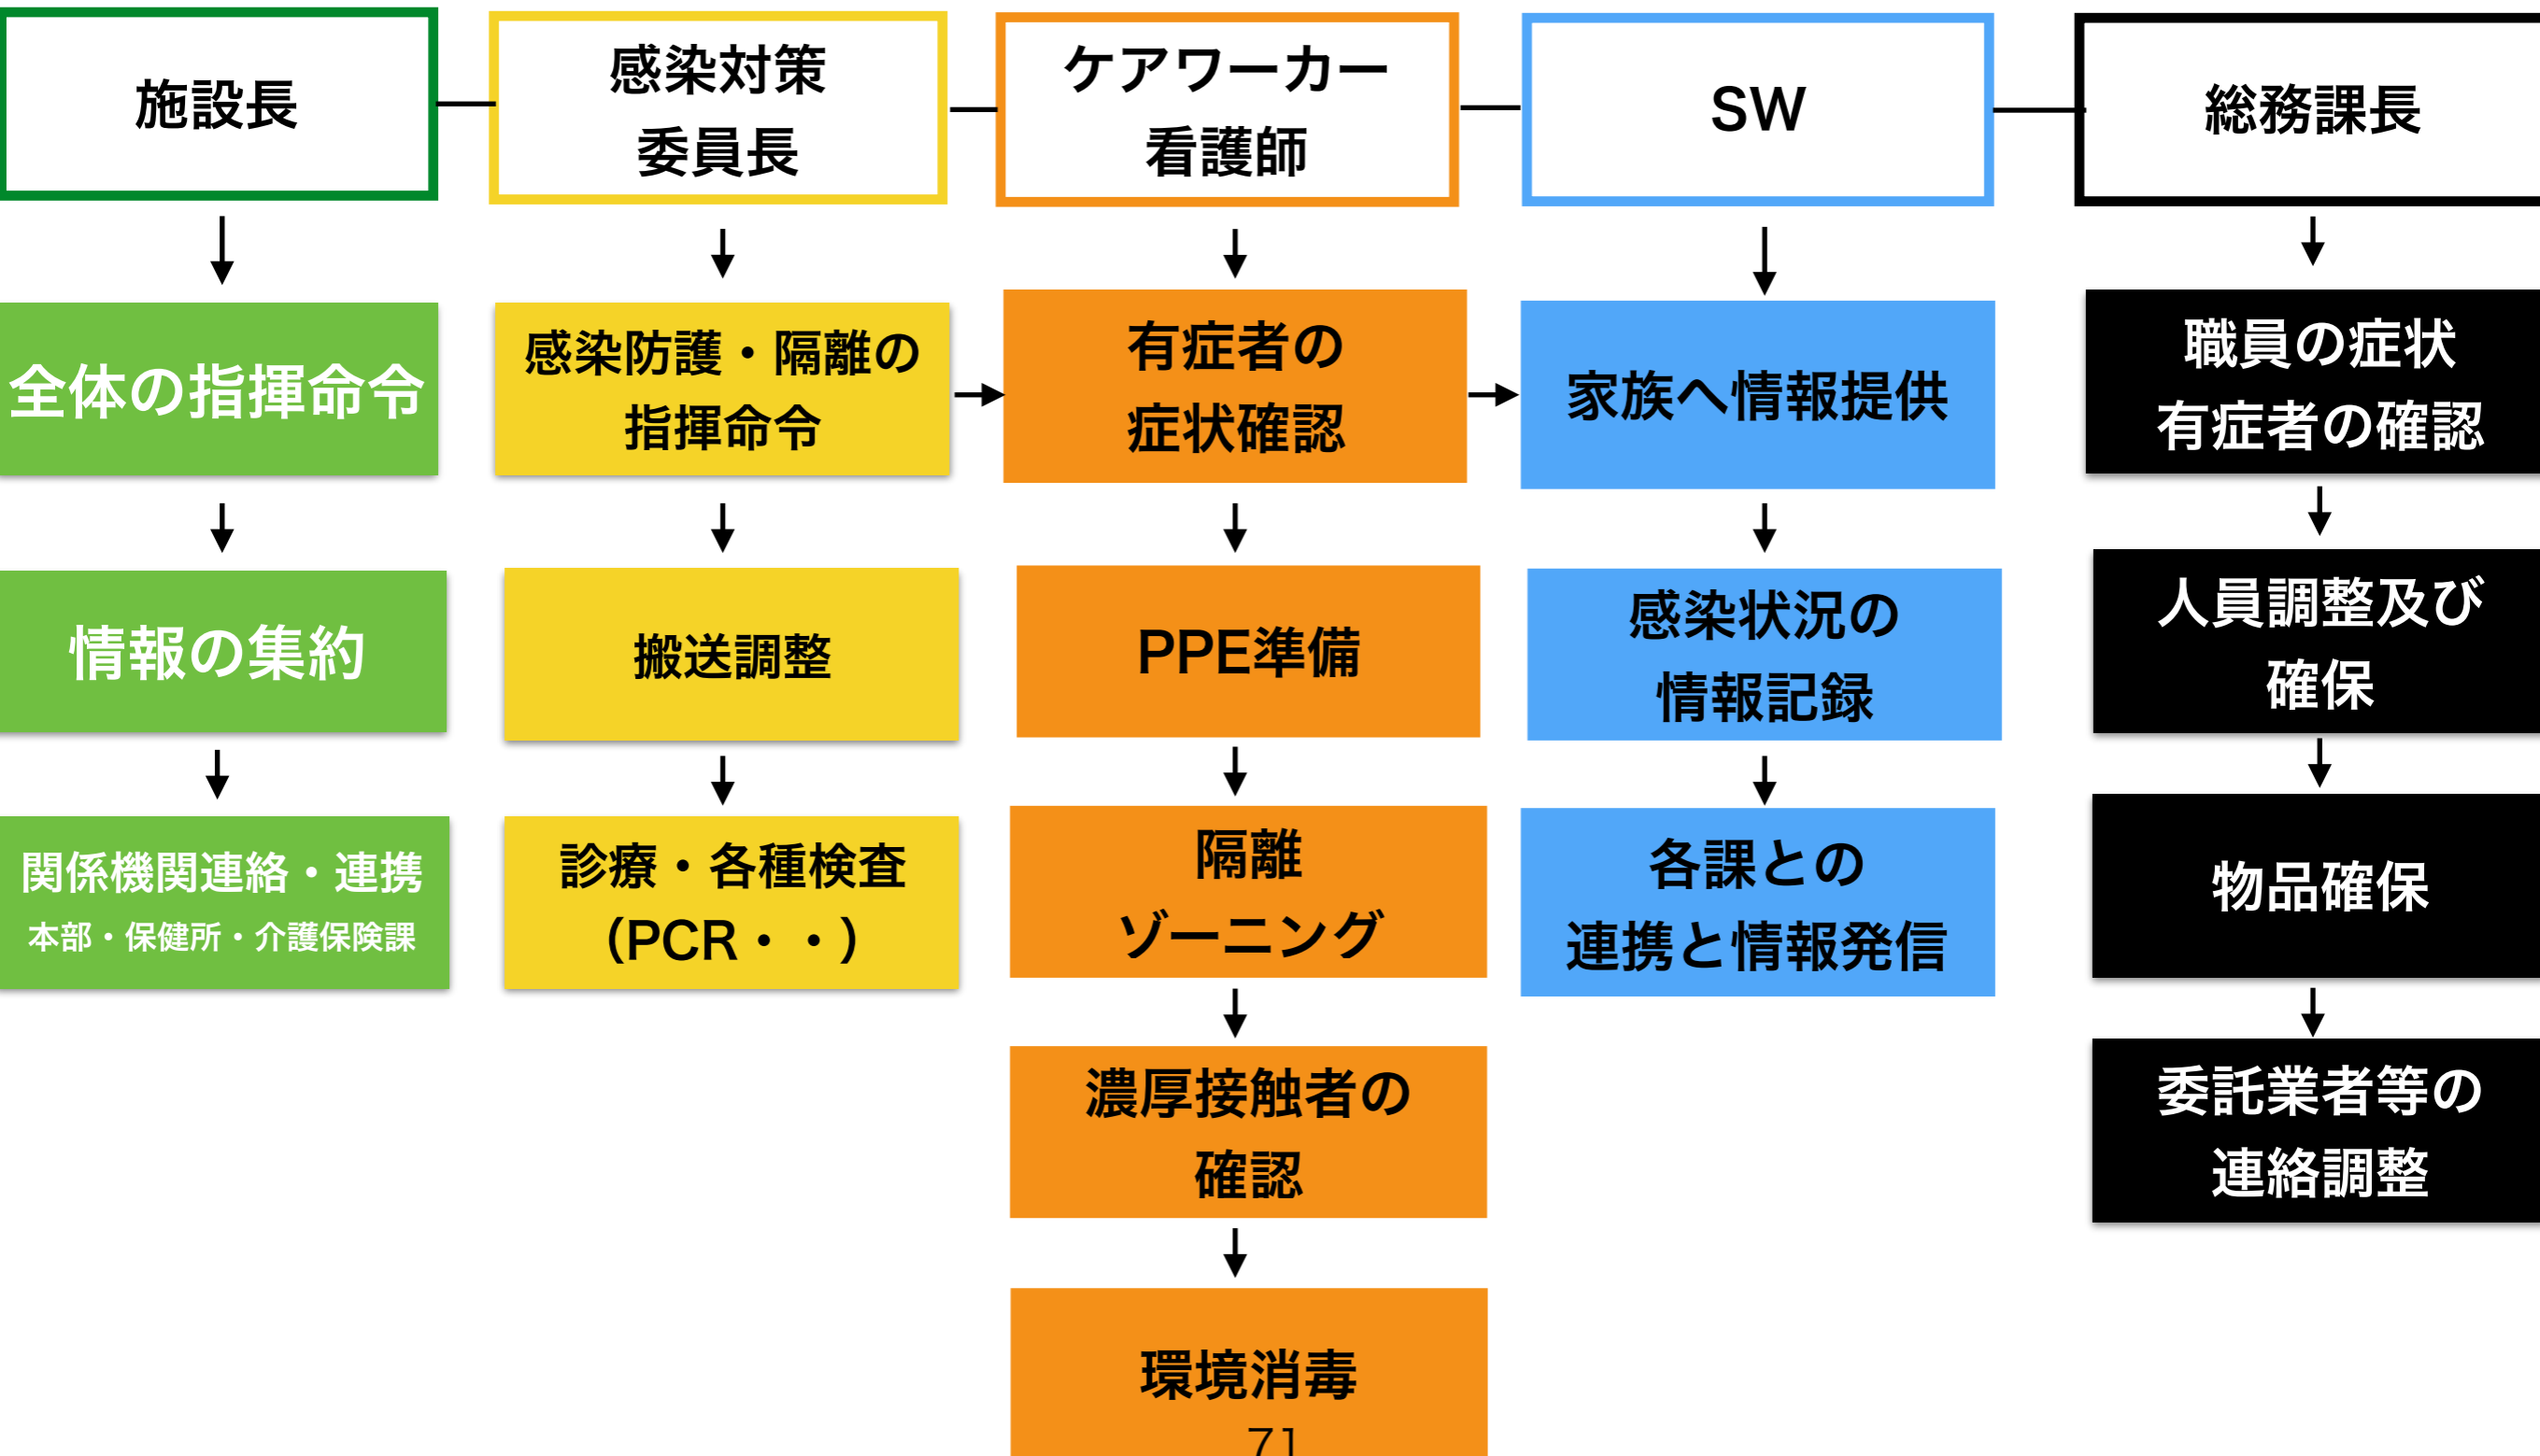 施設長
感染対策
委員長
ケアワーカー
看護師
SW
総務課長
全体の指揮命令
感染防護・隔離の
指揮命令
有症者の
症状確認
家族へ情報提供
職員の症状
有症者の確認
情報の集約
搬送調整
PPE準備
感染状況の
情報記録
人員調整及び
確保
関係機関連絡・連携
本部・保健所・介護保険課
診療・各種検査
（PCR・・）
隔離
ゾーニング
各課との
連携と情報発信
物品確保
濃厚接触者の
確認
委託業者等の
連絡調整
環境消毒
71